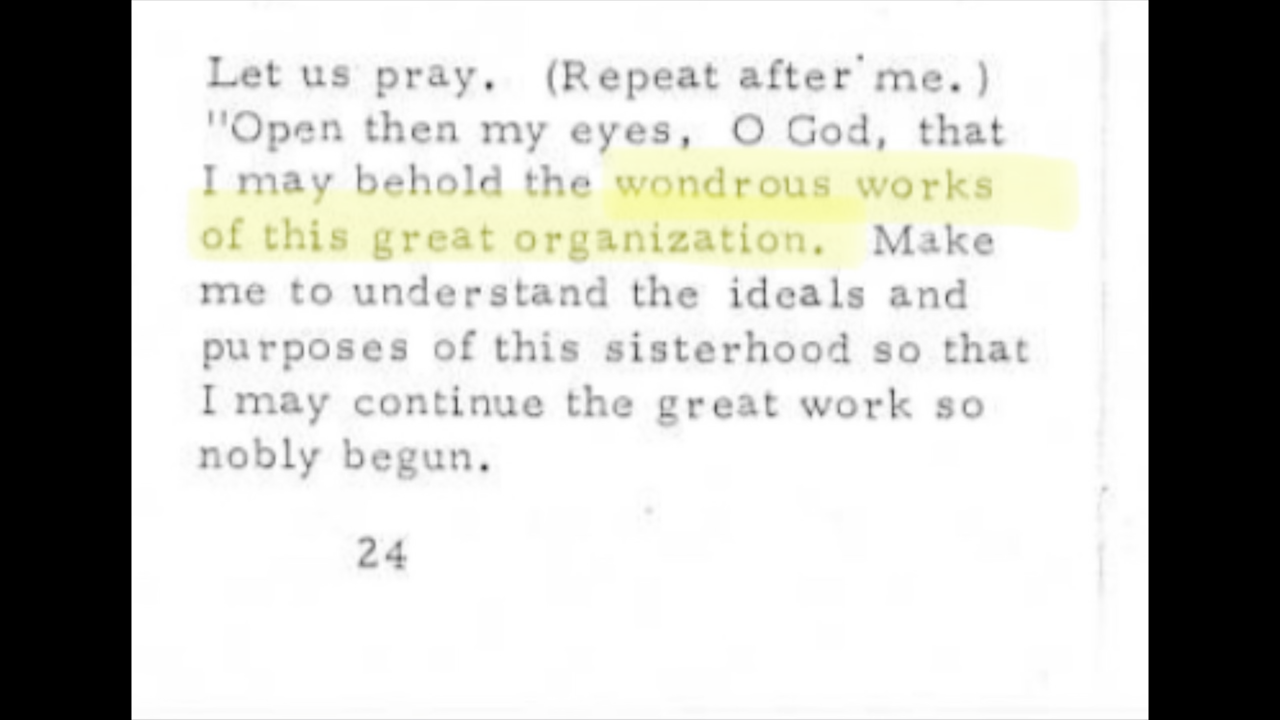 Let us pray. (Repeat after me.)
"Open then my eyes, O God, that
I may behold the wondrous works
of this great organization. Make
me to understand the ideals and
purposes of this sisterhood so that
I may continue the great work so
nobly begun.
24